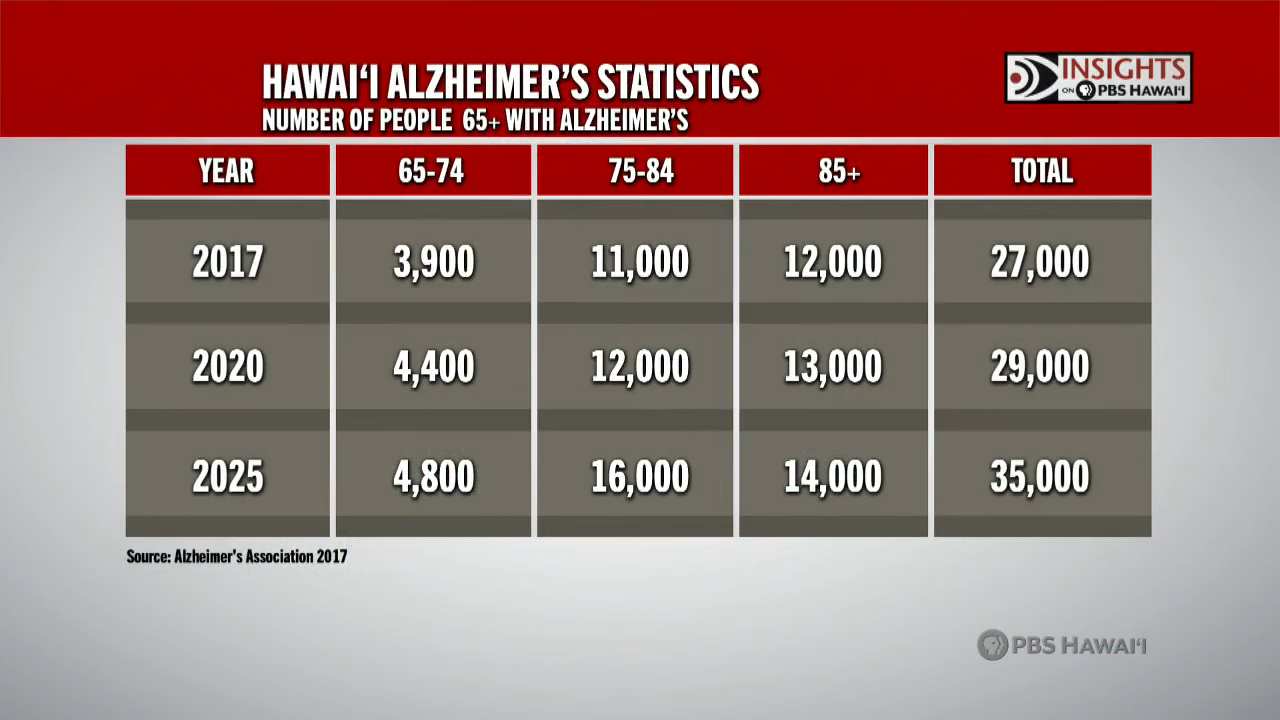 HAWAI‘I ALZHEIMER’S STATISTICS
NUMBER OF PEOPLE 65+ WITH ALZHEIMER’S
INSIGHTS
ON PBS HAWAI‘I
YEAR 65-74 75-84 85+ TOTAL
2017 3,900 11,000 12,000 27,000
2020 4,400 12,000 13,000 29,000
2025 4,800 16,000 14,000 35,000
Source: Alzheimer’s Association 2017
PBS HAWAI‘I